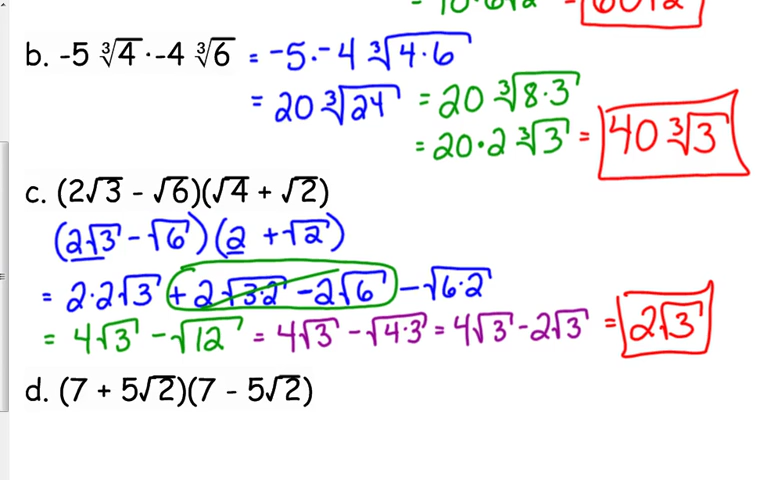 b. -5 ∛4 · -4 ∛6 = -5·-4 ∛(4·6)
= 20 ∛24 = 20 ∛(8·3)
= 20·2 ∛3 = 40 ∛3
c. (2√3 - √6)(√4 + √2)
(2√3 - √6)(2 + √2)
= 2·2√3 + 2√(3·2) - 2√6 - √(6·2)
= 4√3 - √12 = 4√3 - √(4·3) = 4√3 - 2√3 = 2√3
d. (7 + 5√2)(7 - 5√2)